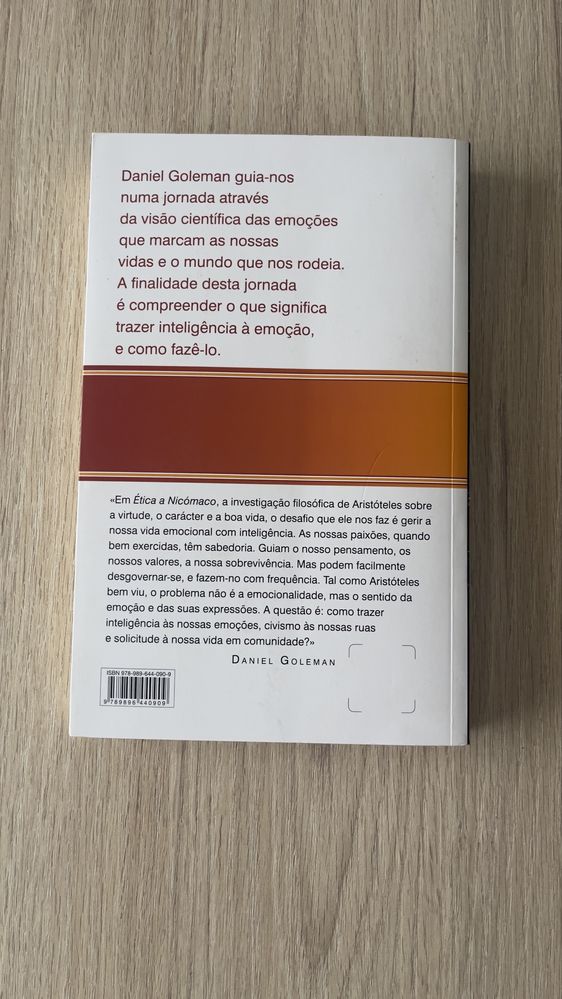 Daniel Goleman guia-nos
numa jornada através
da visão científica das emoções
que marcam as nossas
vidas e o mundo que nos rodeia.
A finalidade desta jornada
é compreender o que significa
trazer inteligência à emoção,
e como fazê-lo.
«Em Ética a Nicómaco, a investigação filosófica de Aristóteles sobre
a virtude, o carácter e a boa vida, o desafio que ele nos faz é gerir a
nossa vida emocional com inteligência. As nossas paixões, quando
bem exercidas, têm sabedoria. Guiam o nosso pensamento, os
nossos valores, a nossa sobrevivência. Mas podem facilmente
desgovernar-se, e fazem-no com frequência. Tal como Aristóteles
bem viu, o problema não é a emocionalidade, mas o sentido da
emoção e das suas expressões. A questão é: como trazer
inteligência às nossas emoções, civismo às nossas ruas
e solicitude à nossa vida em comunidade?»
DANIEL GOLEMAN
ISBN 978-989-644-090-9
9 789896 440909